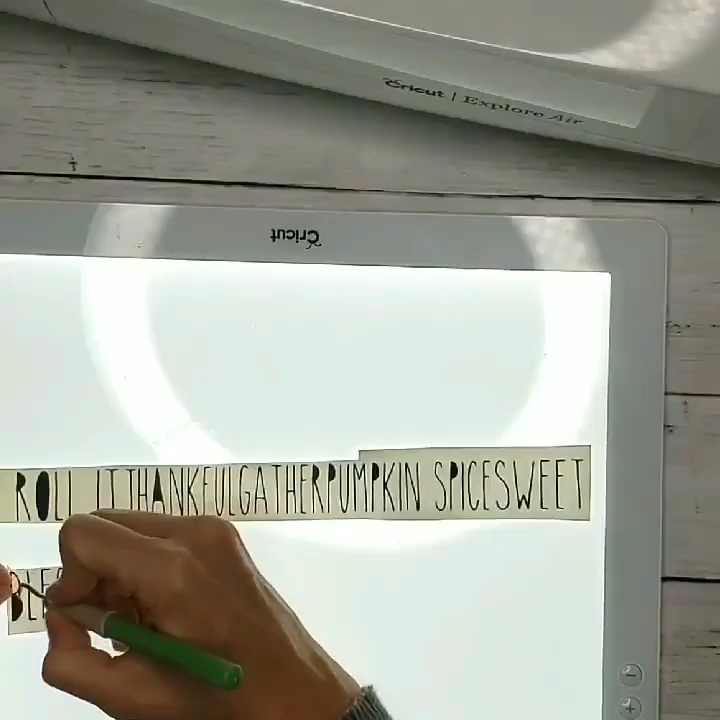 Cricut | Explore Air
Cricut
ROLL IT THANKFUL GATHER PUMPKIN SPICE SWEET